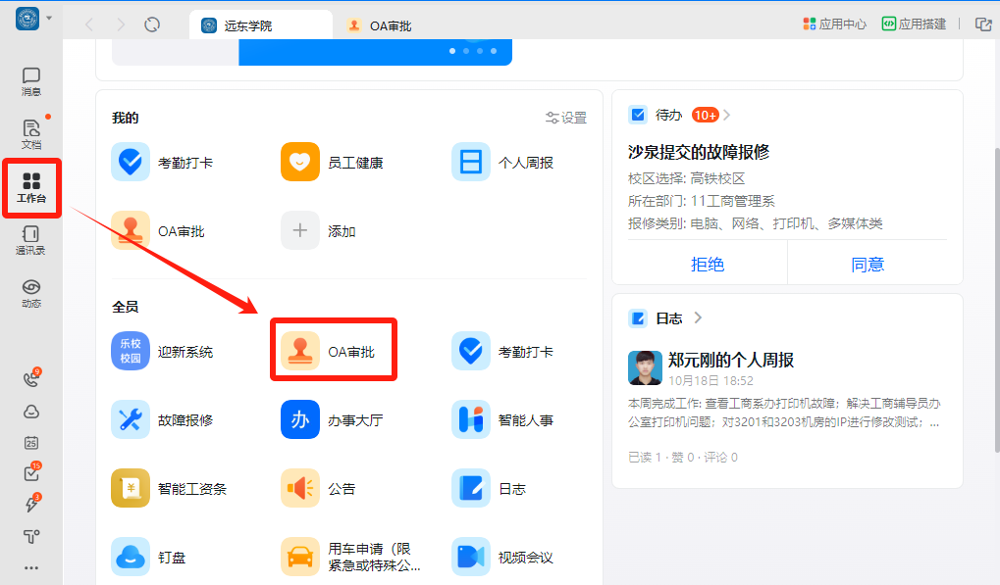 远东学院
OA审批
应用中心
应用搭建
消息
文档
工作台
通讯录
动态
9
25
15
3
我的
设置
考勤打卡
员工健康
个人周报
OA审批
添加
全员
乐校
校园
迎新系统
OA审批
考勤打卡
故障报修
办
办事大厅
智能人事
智能工资条
公告
日志
钉盘
用车申请（限
紧急或特殊公...
视频会议
待办 10+
沙泉提交的故障报修
校区选择: 高铁校区
所在部门: 11工商管理系
报修类别: 电脑、网络、打印机、多媒体类
拒绝
同意
日志
郑元刚的个人周报
10月18日 18:52
本周完成工作: 查看工商系办打印机故障；解决工商辅导员办
公室打印机问题；对3201和3203机房的IP进行修改测试；...
已读 1 · 赞 0 · 评论 0